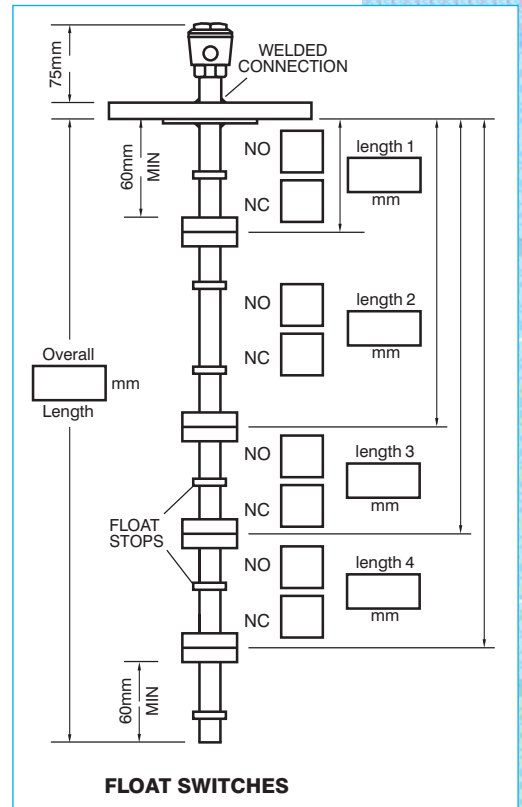 75mm
WELDED
CONNECTION
60mm
MIN
NO
NC
length 1
mm
NO
NC
length 2
mm
Overall
mm
Length
NO
NC
length 3
mm
FLOAT
STOPS
NO
NC
length 4
mm
60mm
MIN
FLOAT SWITCHES